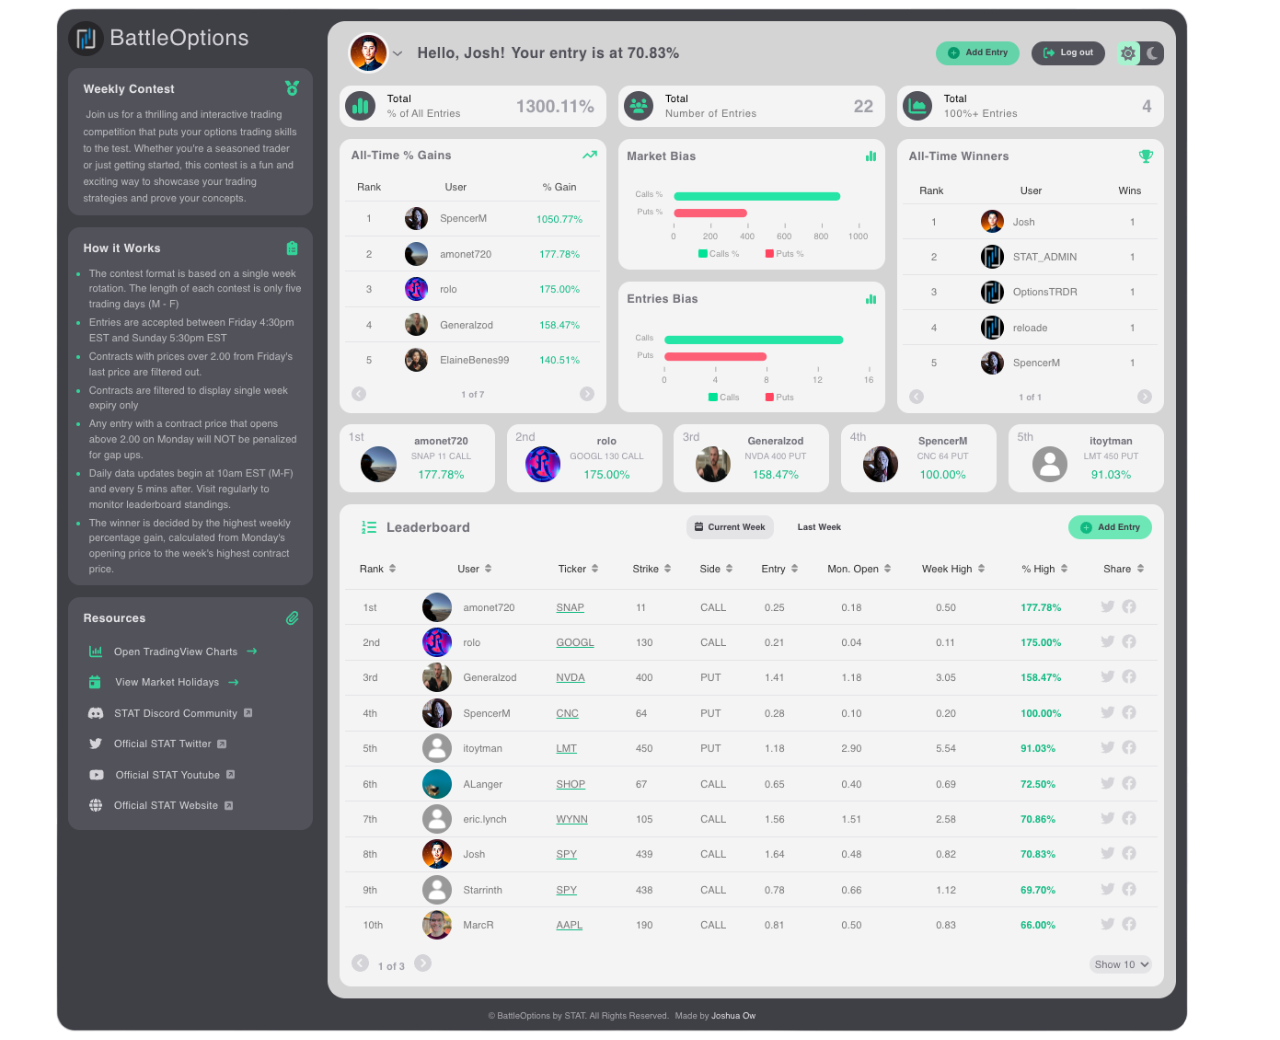 BattleOptions
Weekly Contest
Join us for a thrilling and interactive trading
competition that puts your options trading skills
to the test. Whether you're a seasoned trader
or just getting started, this contest is a fun and
exciting way to showcase your trading
strategies and prove your concepts.
How it Works
The contest format is based on a single week
rotation. The length of each contest is only five
trading days (M - F)
Entries are accepted between Friday 4:30pm
EST and Sunday 5:30pm EST
Contracts with prices over 2.00 from Friday's
last price are filtered out.
Contracts are filtered to display single week
expiry only
Any entry with a contract price that opens
above 2.00 on Monday will NOT be penalized
for gap ups.
Daily data updates begin at 10am EST (M-F)
and every 5 mins after. Visit regularly to
monitor leaderboard standings.
The winner is decided by the highest weekly
percentage gain, calculated from Monday's
opening price to the week's highest contract
price.
Resources
Open TradingView Charts
View Market Holidays
STAT Discord Community
Official STAT Twitter
Official STAT Youtube
Official STAT Website
Hello, Josh! Your entry is at 70.83%
Add Entry
Log out
Total
% of All Entries
1300.11%
Total
Number of Entries
22
Total
100%+ Entries
4
All-Time % Gains
Rank User % Gain
1 SpencerM 1050.77%
2 amonet720 177.78%
3 rolo 175.00%
4 Generalzod 158.47%
5 ElaineBenes99 140.51%
1 of 7
Market Bias
Calls %
Puts %
0 200 400 600 800 1000
Calls % Puts %
Entries Bias
Calls
Puts
0 4 8 12 16
Calls Puts
All-Time Winners
Rank User Wins
1 Josh 1
2 STAT_ADMIN 1
3 OptionsTRDR 1
4 reloade 1
5 SpencerM 1
1 of 1
1st
amonet720
SNAP 11 CALL
177.78%
2nd
rolo
GOOGL 130 CALL
175.00%
3rd
Generalzod
NVDA 400 PUT
158.47%
4th
SpencerM
CNC 64 PUT
100.00%
5th
itoytman
LMT 450 PUT
91.03%
Leaderboard
Current Week
Last Week
Add Entry
Rank User Ticker Strike Side Entry Mon. Open Week High % High Share
1st amonet720 SNAP 11 CALL 0.25 0.18 0.50 177.78%
2nd rolo GOOGL 130 CALL 0.21 0.04 0.11 175.00%
3rd Generalzod NVDA 400 PUT 1.41 1.18 3.05 158.47%
4th SpencerM CNC 64 PUT 0.28 0.10 0.20 100.00%
5th itoytman LMT 450 PUT 1.18 2.90 5.54 91.03%
6th ALanger SHOP 67 CALL 0.65 0.40 0.69 72.50%
7th eric.lynch WYNN 105 CALL 1.56 1.51 2.58 70.86%
8th Josh SPY 439 CALL 1.64 0.48 0.82 70.83%
9th Starrinth SPY 438 CALL 0.78 0.66 1.12 69.70%
10th MarcR AAPL 190 CALL 0.81 0.50 0.83 66.00%
1 of 3
Show 10
© BattleOptions by STAT. All Rights Reserved. Made by Joshua Ow